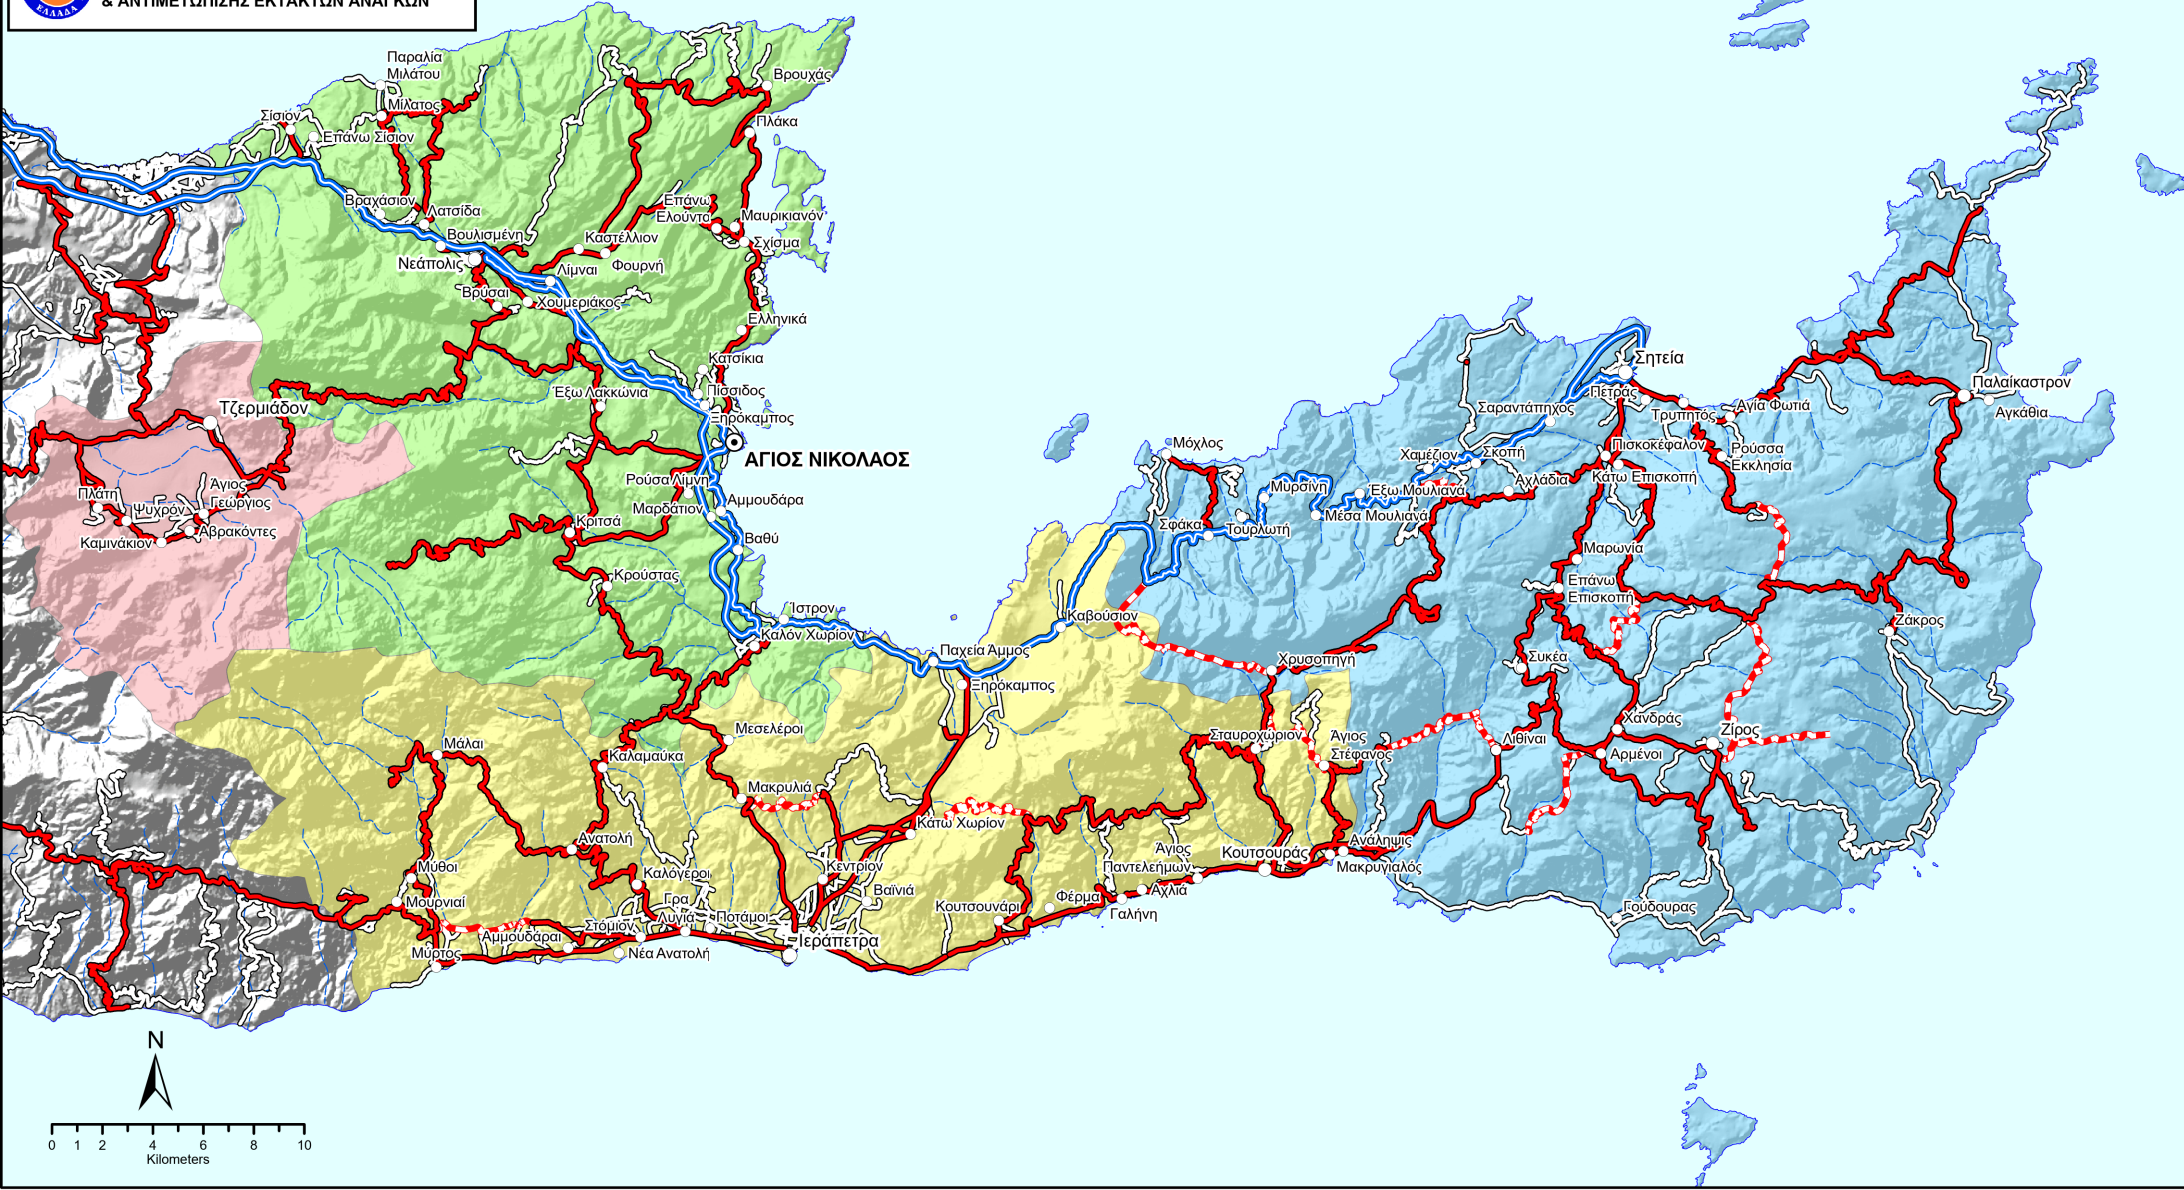 ΕΛΛΑΔΑ
& ΑΝΤΙΜΕΤΩΠΙΣΗΣ ΕΚΤΑΚΤΩΝ ΑΝΑΓΚΩΝ
Παραλία
Μιλάτου
Μίλατος
Βρουχάς
Σίσιον
Επάνω Σίσιον
Πλάκα
Βραχάσιον
Λατσίδα
Επάνω
Ελούντα
Μαυρικιανόν
Βουλισμένη
Καστέλλιον
Σχίσμα
Νεάπολις
Λίμναι
Φουρνή
Βρύσαι
Χουμεριάκος
Ελληνικά
Κατσίκια
Έξω Λακκώνια
Πίσσιδος
Ξηρόκαμπος
Τζερμιάδον
ΑΓΙΟΣ ΝΙΚΟΛΑΟΣ
Πλάτη
Άγιος
Γεώργιος
Ψυχρόν
Αβρακόντες
Καμινάκιον
Ρούσα Λίμνη
Μαρδάτιον
Αμμουδάρα
Κριτσά
Βαθύ
Κρούστας
Ίστρον
Καλόν Χωρίον
Παχεία Άμμος
Ξηρόκαμπος
Καβούσιον
Μόχλος
Σφάκα
Τουρλωτή
Μυρσίνη
Μέσα Μουλιανά
Έξω Μουλιανά
Χαμέζιον
Σκοπή
Σαραντάπηχος
Αχλάδια
Σητεία
Πετράς
Τρυπητός
Αγία Φωτιά
Πισκοκέφαλον
Κάτω Επισκοπή
Ρούσσα
Εκκλησία
Παλαίκαστρον
Αγκάθια
Μαρωνία
Επάνω
Επισκοπή
Ζάκρος
Συκέα
Χρυσοπηγή
Χανδράς
Ζίρος
Λιθίναι
Αρμένοι
Σταυροχώριον
Άγιος
Στέφανος
Μεσελέροι
Μάλαι
Καλαμαύκα
Μακρυλιά
Κάτω Χωρίον
Ανατολή
Μύθοι
Καλόγεροι
Κεντρίον
Βαϊνιά
Μουρνιαί
Γρα
Λυγιά
Ποτάμοι
Στόμιον
Αμμουδάραι
Μύρτος
Νέα Ανατολή
Ιεράπετρα
Κουτσουνάρι
Φέρμα
Γαλήνη
Αχλιά
Άγιος
Παντελεήμων
Κουτσουράς
Ανάληψις
Μακρυγιαλός
Γούδουρας
N
0 1 2 4 6 8 10
Kilometers